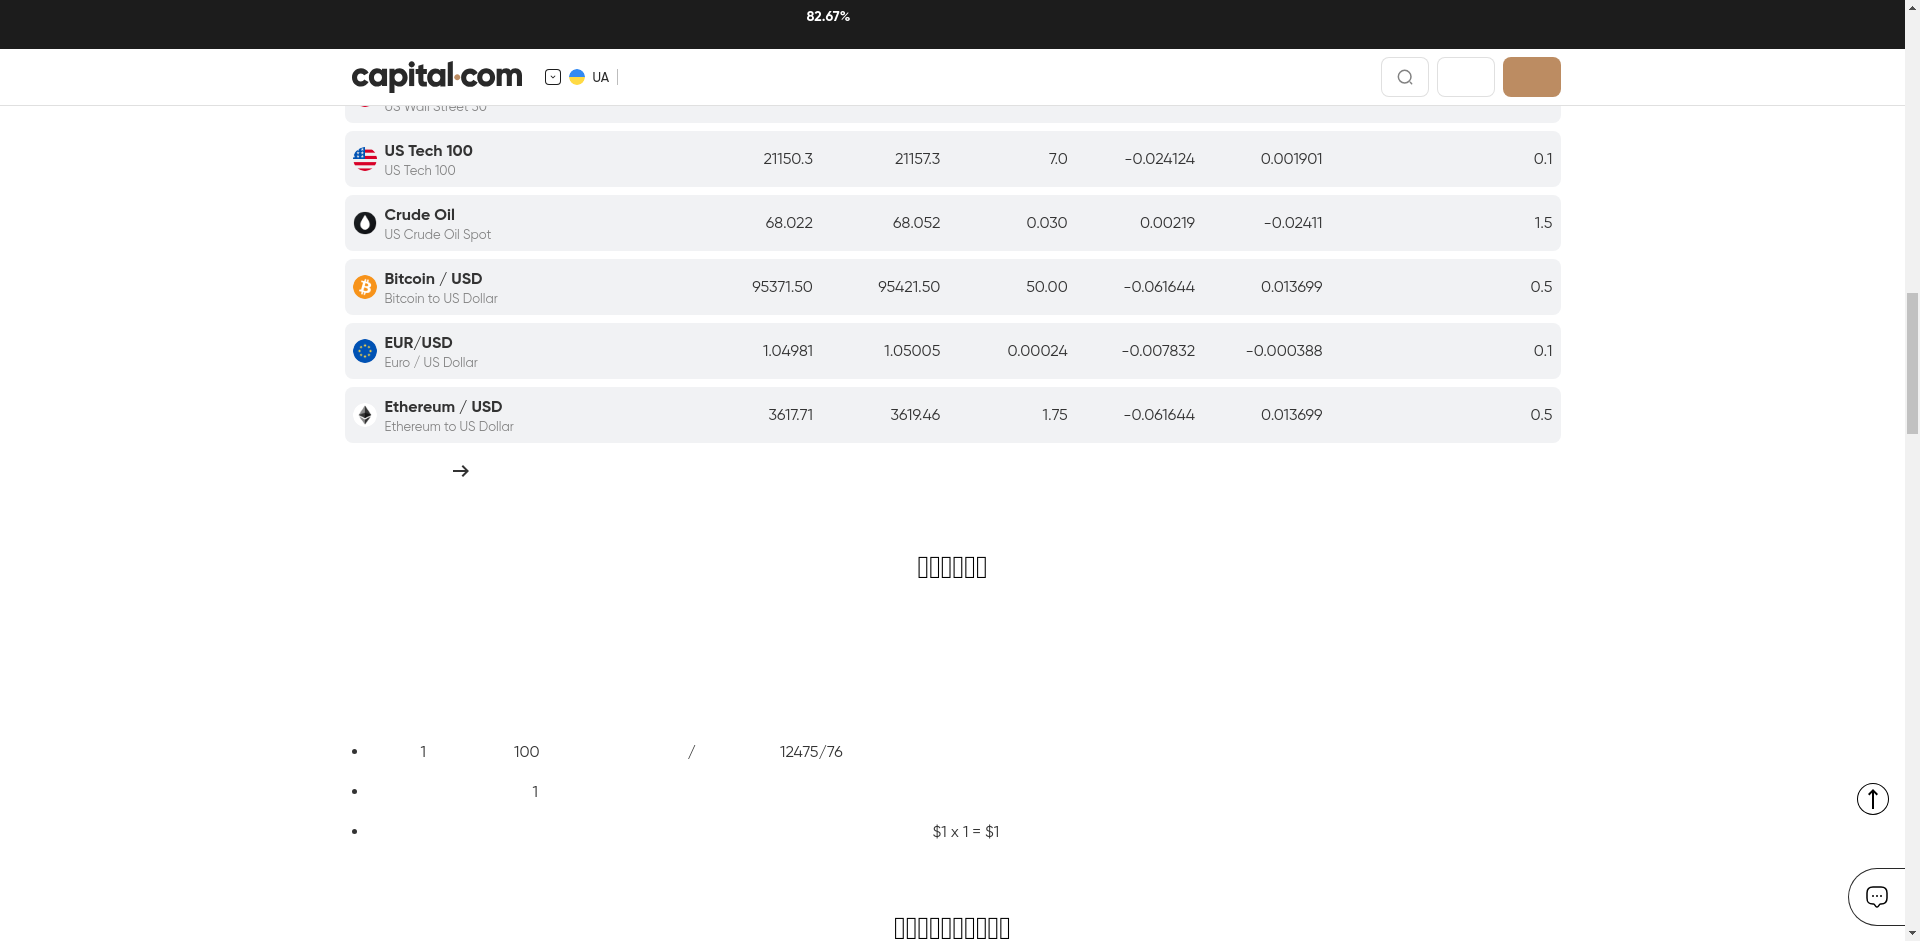 82.67%
capital.com UA
US Wall Street 30
US Tech 100
US Tech 100
21150.3 21157.3 7.0 -0.024124 0.001901 0.1
Crude Oil
US Crude Oil Spot
68.022 68.052 0.030 0.00219 -0.02411 1.5
Bitcoin / USD
Bitcoin to US Dollar
95371.50 95421.50 50.00 -0.061644 0.013699 0.5
EUR/USD
Euro / US Dollar
1.04981 1.05005 0.00024 -0.007832 -0.000388 0.1
Ethereum / USD
Ethereum to US Dollar
3617.71 3619.46 1.75 -0.061644 0.013699 0.5
1 100 / 12475/76
1
$1 x 1 = $1